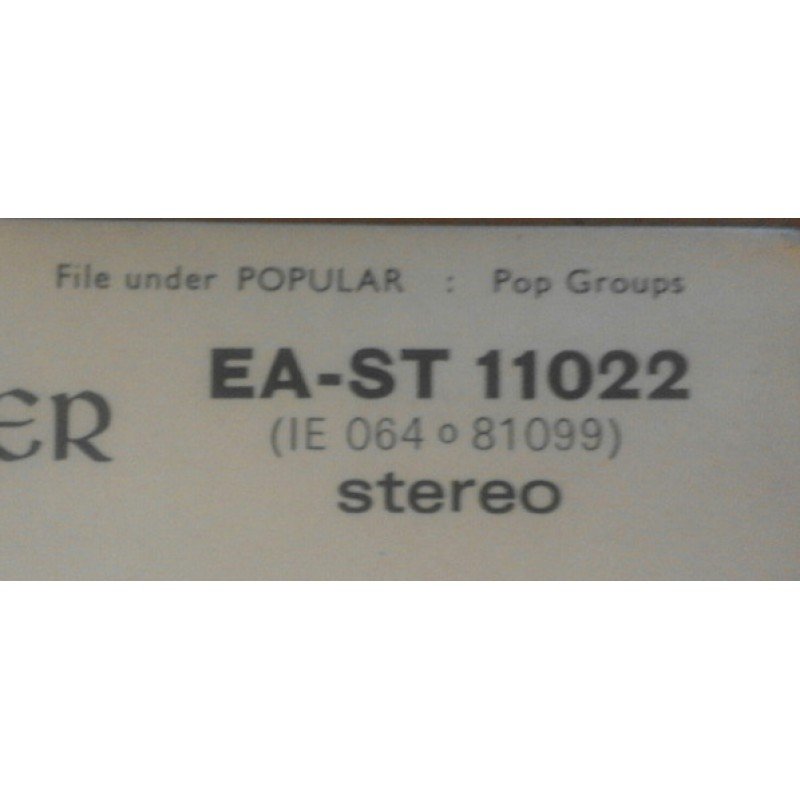 File under POPULAR : Pop Groups
EA-ST 11022
ER
(IE 064 o 81099)
stereo